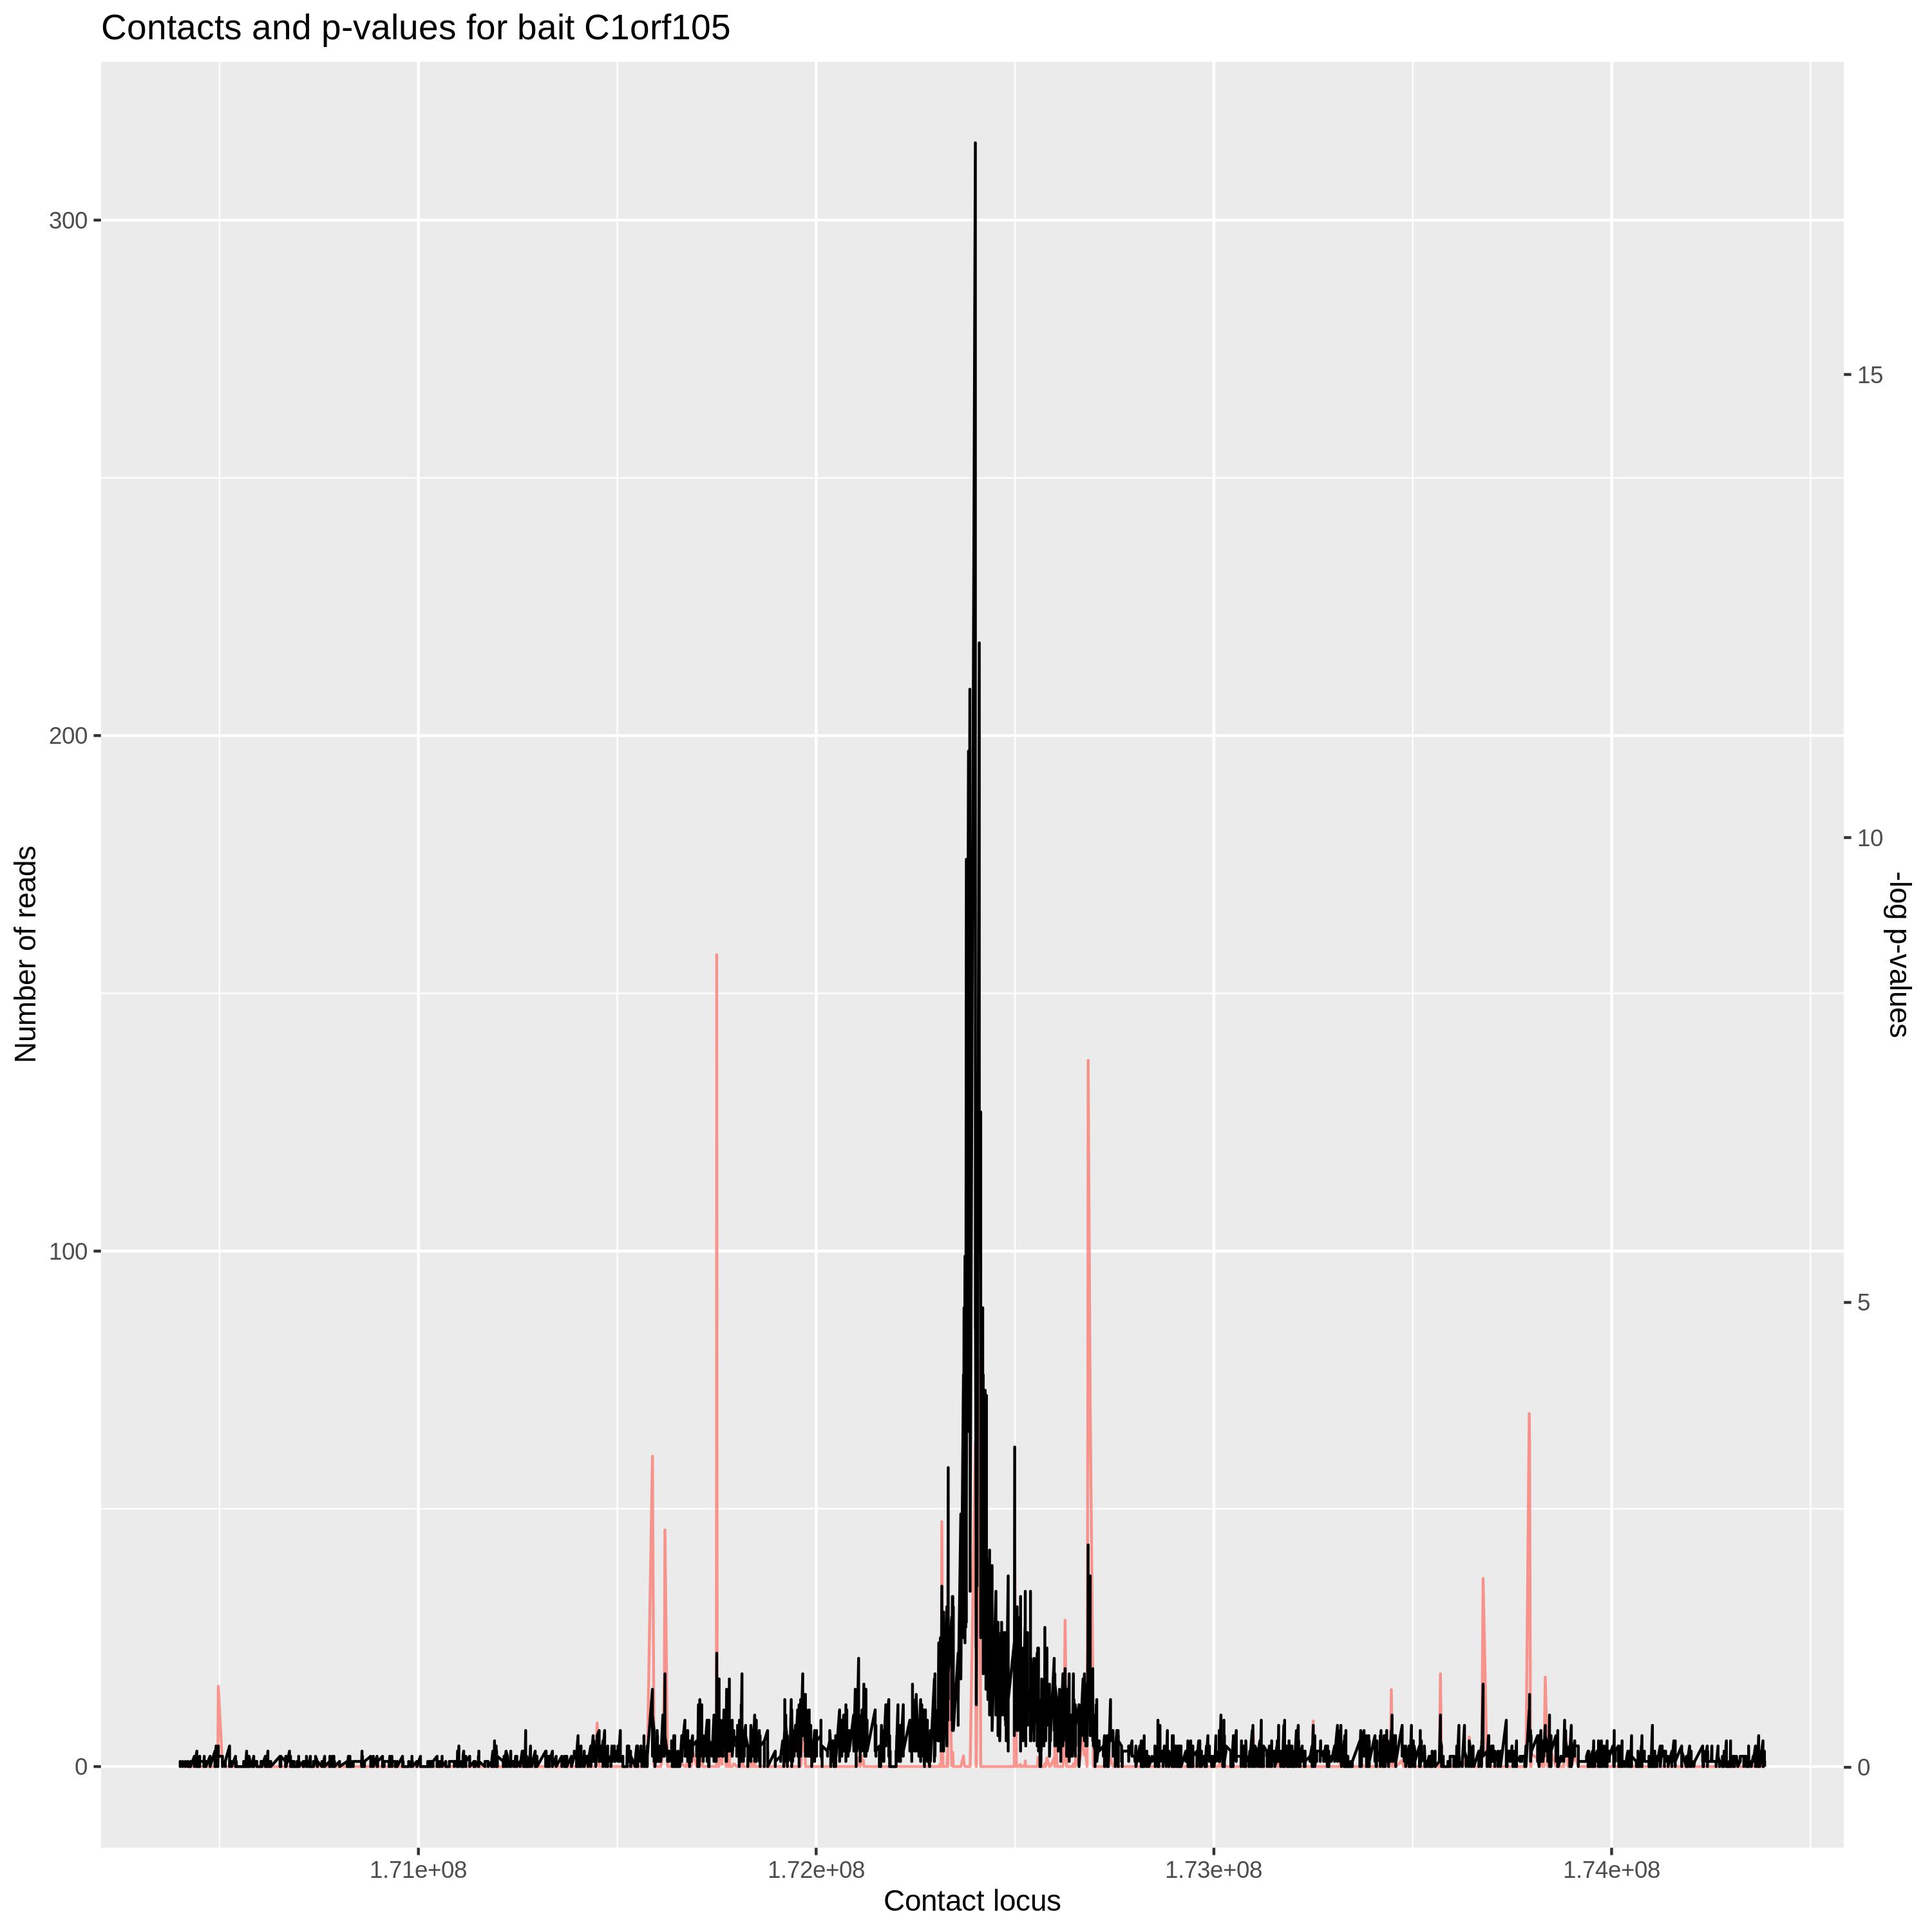 Contacts and p-values for bait C1orf105
300
200
100
0
15
10
5
0
Number of reads
-log p-values
1.71e+08
1.72e+08
1.73e+08
1.74e+08
Contact locus